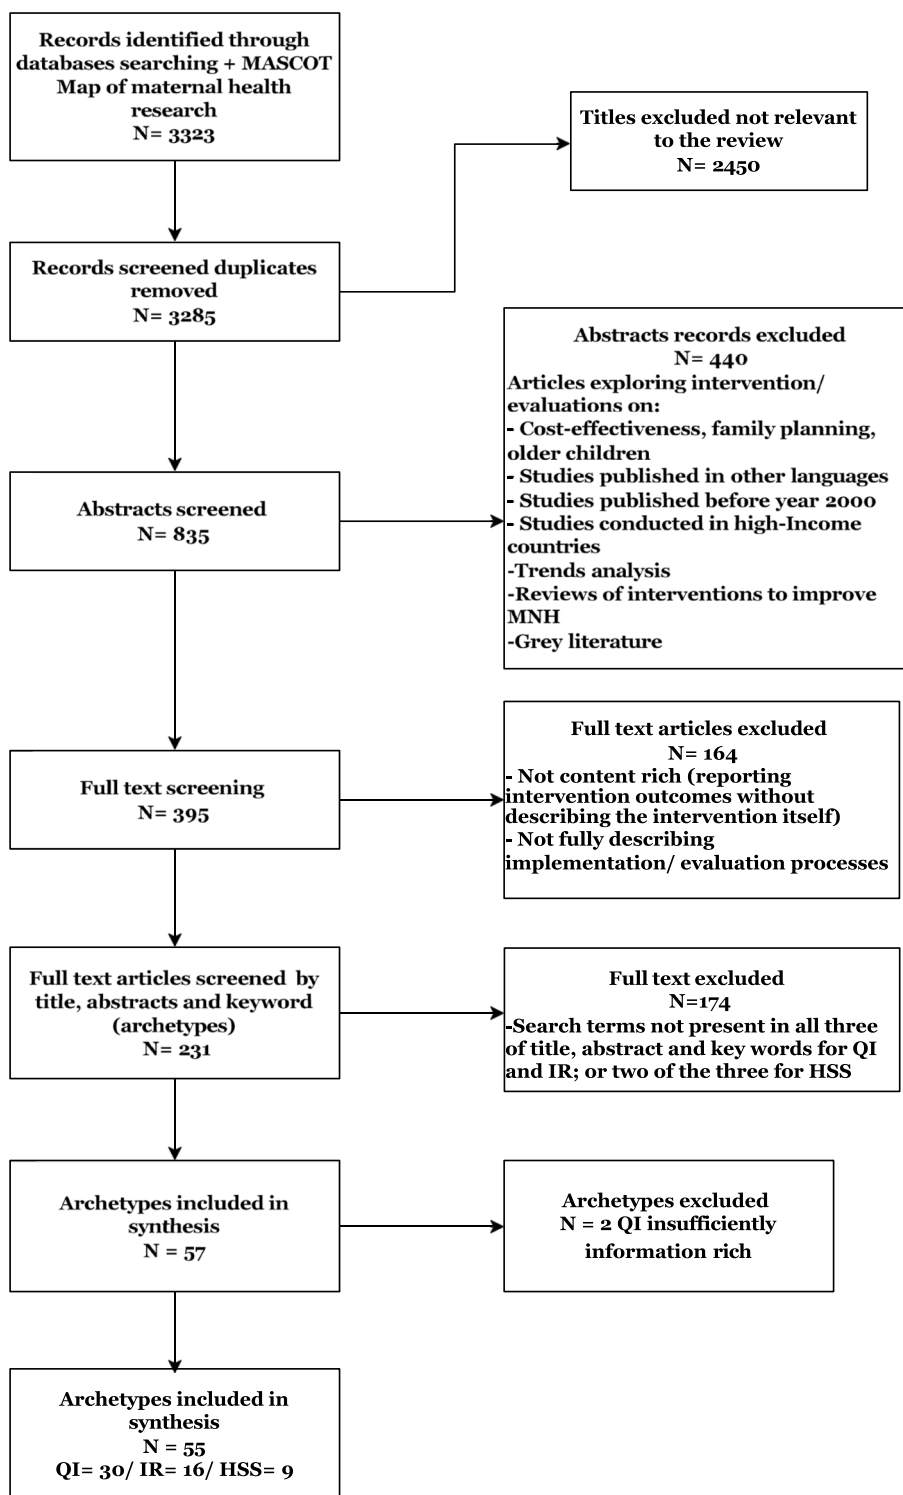 Records identified through
databases searching + MASCOT
Map of maternal health
research
N= 3323
Titles excluded not relevant
to the review
N= 2450
Records screened duplicates
removed
N= 3285
Abstracts records excluded
N= 440
Articles exploring intervention/
evaluations on:
- Cost-effectiveness, family planning,
older children
- Studies published in other languages
- Studies published before year 2000
- Studies conducted in high-Income
countries
-Trends analysis
-Reviews of interventions to improve
MNH
-Grey literature
Abstracts screened
N= 835
Full text screening
N= 395
Full text articles excluded
N= 164
- Not content rich (reporting
intervention outcomes without
describing the intervention itself)
- Not fully describing
implementation/ evaluation processes
Full text articles screened by
title, abstracts and keyword
(archetypes)
N= 231
Full text excluded
N=174
-Search terms not present in all three
of title, abstract and key words for QI
and IR; or two of the three for HSS
Archetypes included in
synthesis
N = 57
Archetypes excluded
N = 2 QI insufficiently
information rich
Archetypes included in
synthesis
N = 55
QI= 30/ IR= 16/ HSS= 9